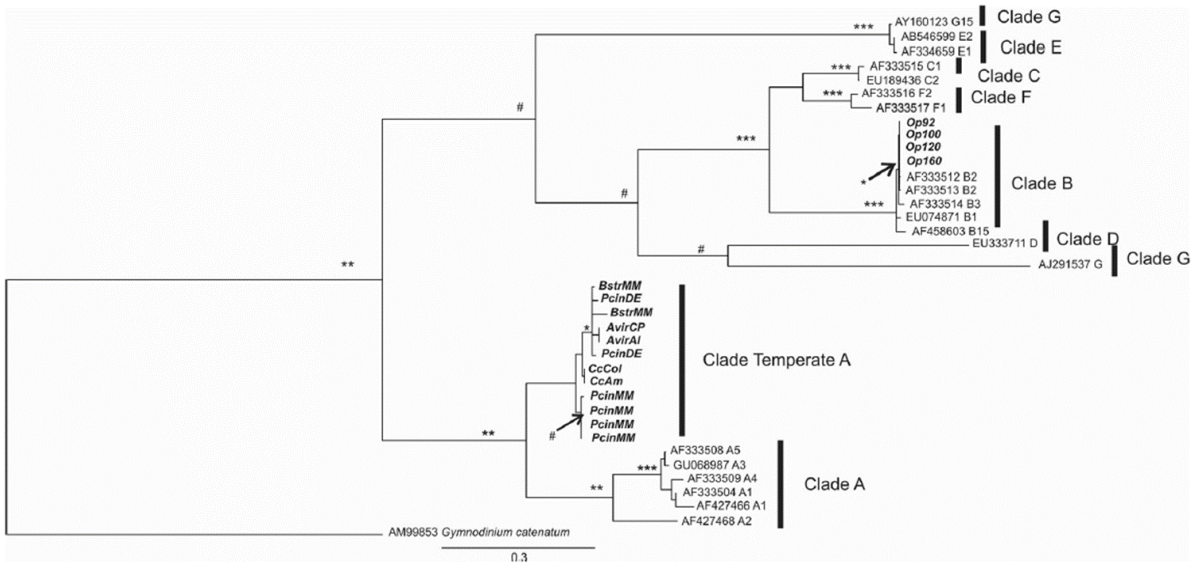 AY160123 G15
Clade G
***
AB546599 E2
Clade E
AF334659 E1
***
AF333515 C1
Clade C
EU189436 C2
***
AF333516 F2
Clade F
AF333517 F1
#
Op92
Op100
***
Op120
Op160
*
AF333512 B2
Clade B
#
AF333513 B2
***
AF333514 B3
EU074871 B1
AF458603 B15
#
EU333711 D
Clade D
**
AJ291537 G
Clade G
BstrMM
PcinDE
BstrMM
*
AvirCP
AvirAl
PcinDE
Clade Temperate A
CcCol
CcAm
PcinMM
PcinMM
PcinMM
#
PcinMM
**
AF333508 A5
***
GU068987 A3
AF333509 A4
Clade A
**
AF333504 A1
AF427466 A1
AF427468 A2
AM99853 Gymnodinium catenatum
0.3